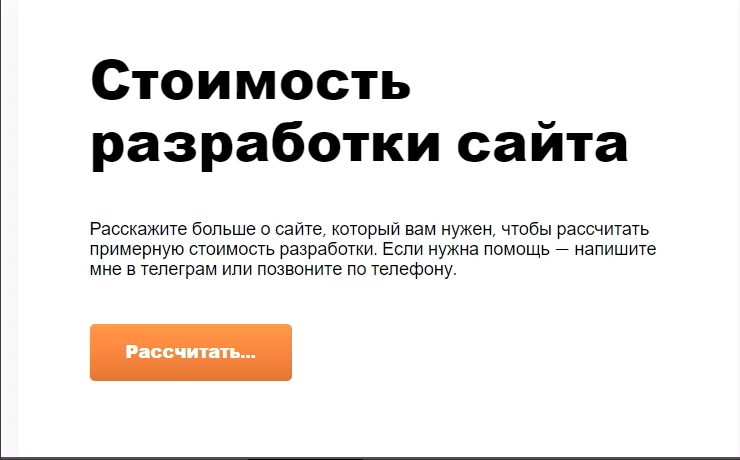 Стоимость
разработки сайта
Расскажите больше о сайте, который вам нужен, чтобы рассчитать
примерную стоимость разработки. Если нужна помощь — напишите
мне в телеграм или позвоните по телефону.
Рассчитать...